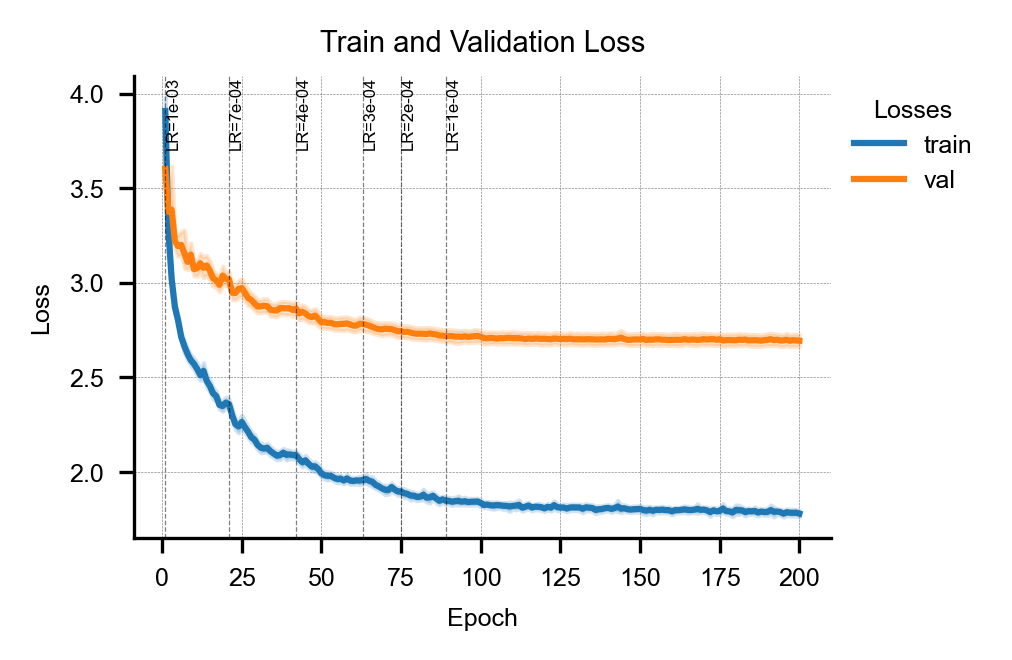 Train and Validation Loss
LR=1e-03
LR=7e-04
LR=4e-04
LR=3e-04
LR=2e-04
LR=1e-04
Losses
train
val
Loss
4.0
3.5
3.0
2.5
2.0
0 25 50 75 100 125 150 175 200
Epoch